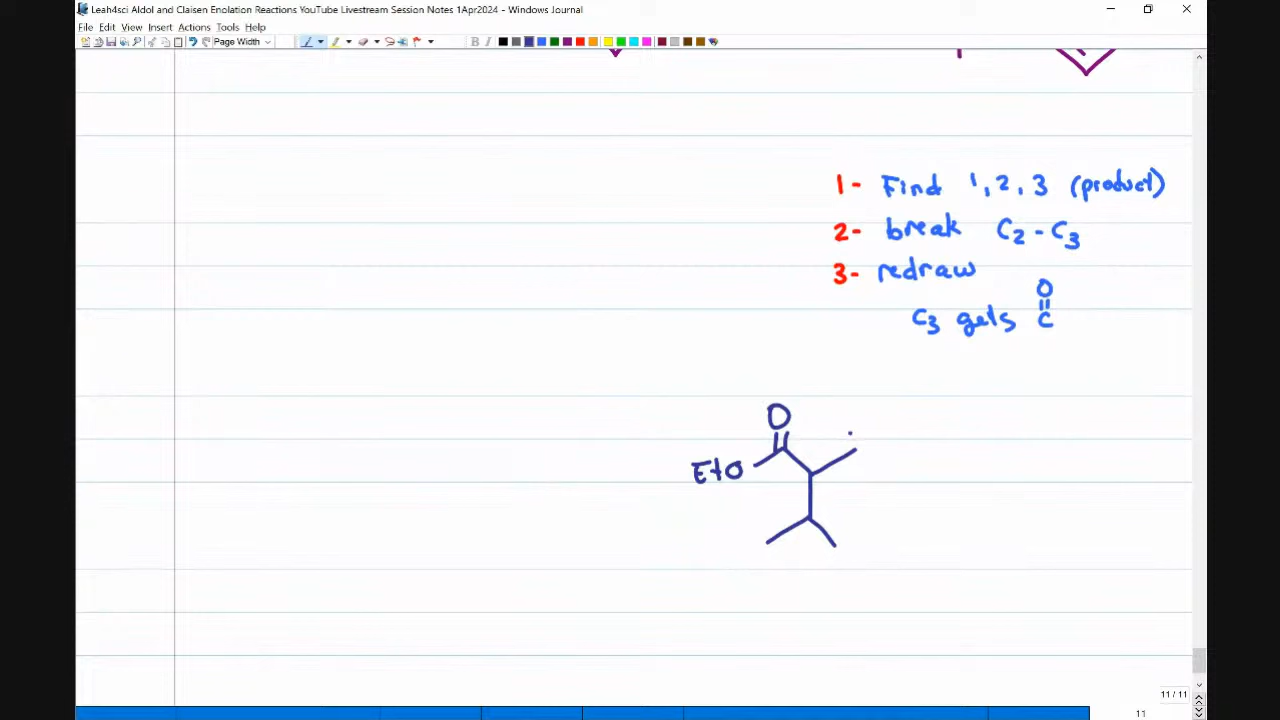 Leah4sci Aldol and Claisen Enolation Reactions YouTube Livestream Session Notes 1Apr2024 - Windows Journal
File Edit View Insert Actions Tools Help
Page Width B I
1- Find 1, 2, 3 (product)
2- break C2 - C3
3- redraw
O
C3 gets C
O
EtO
11 / 11
11